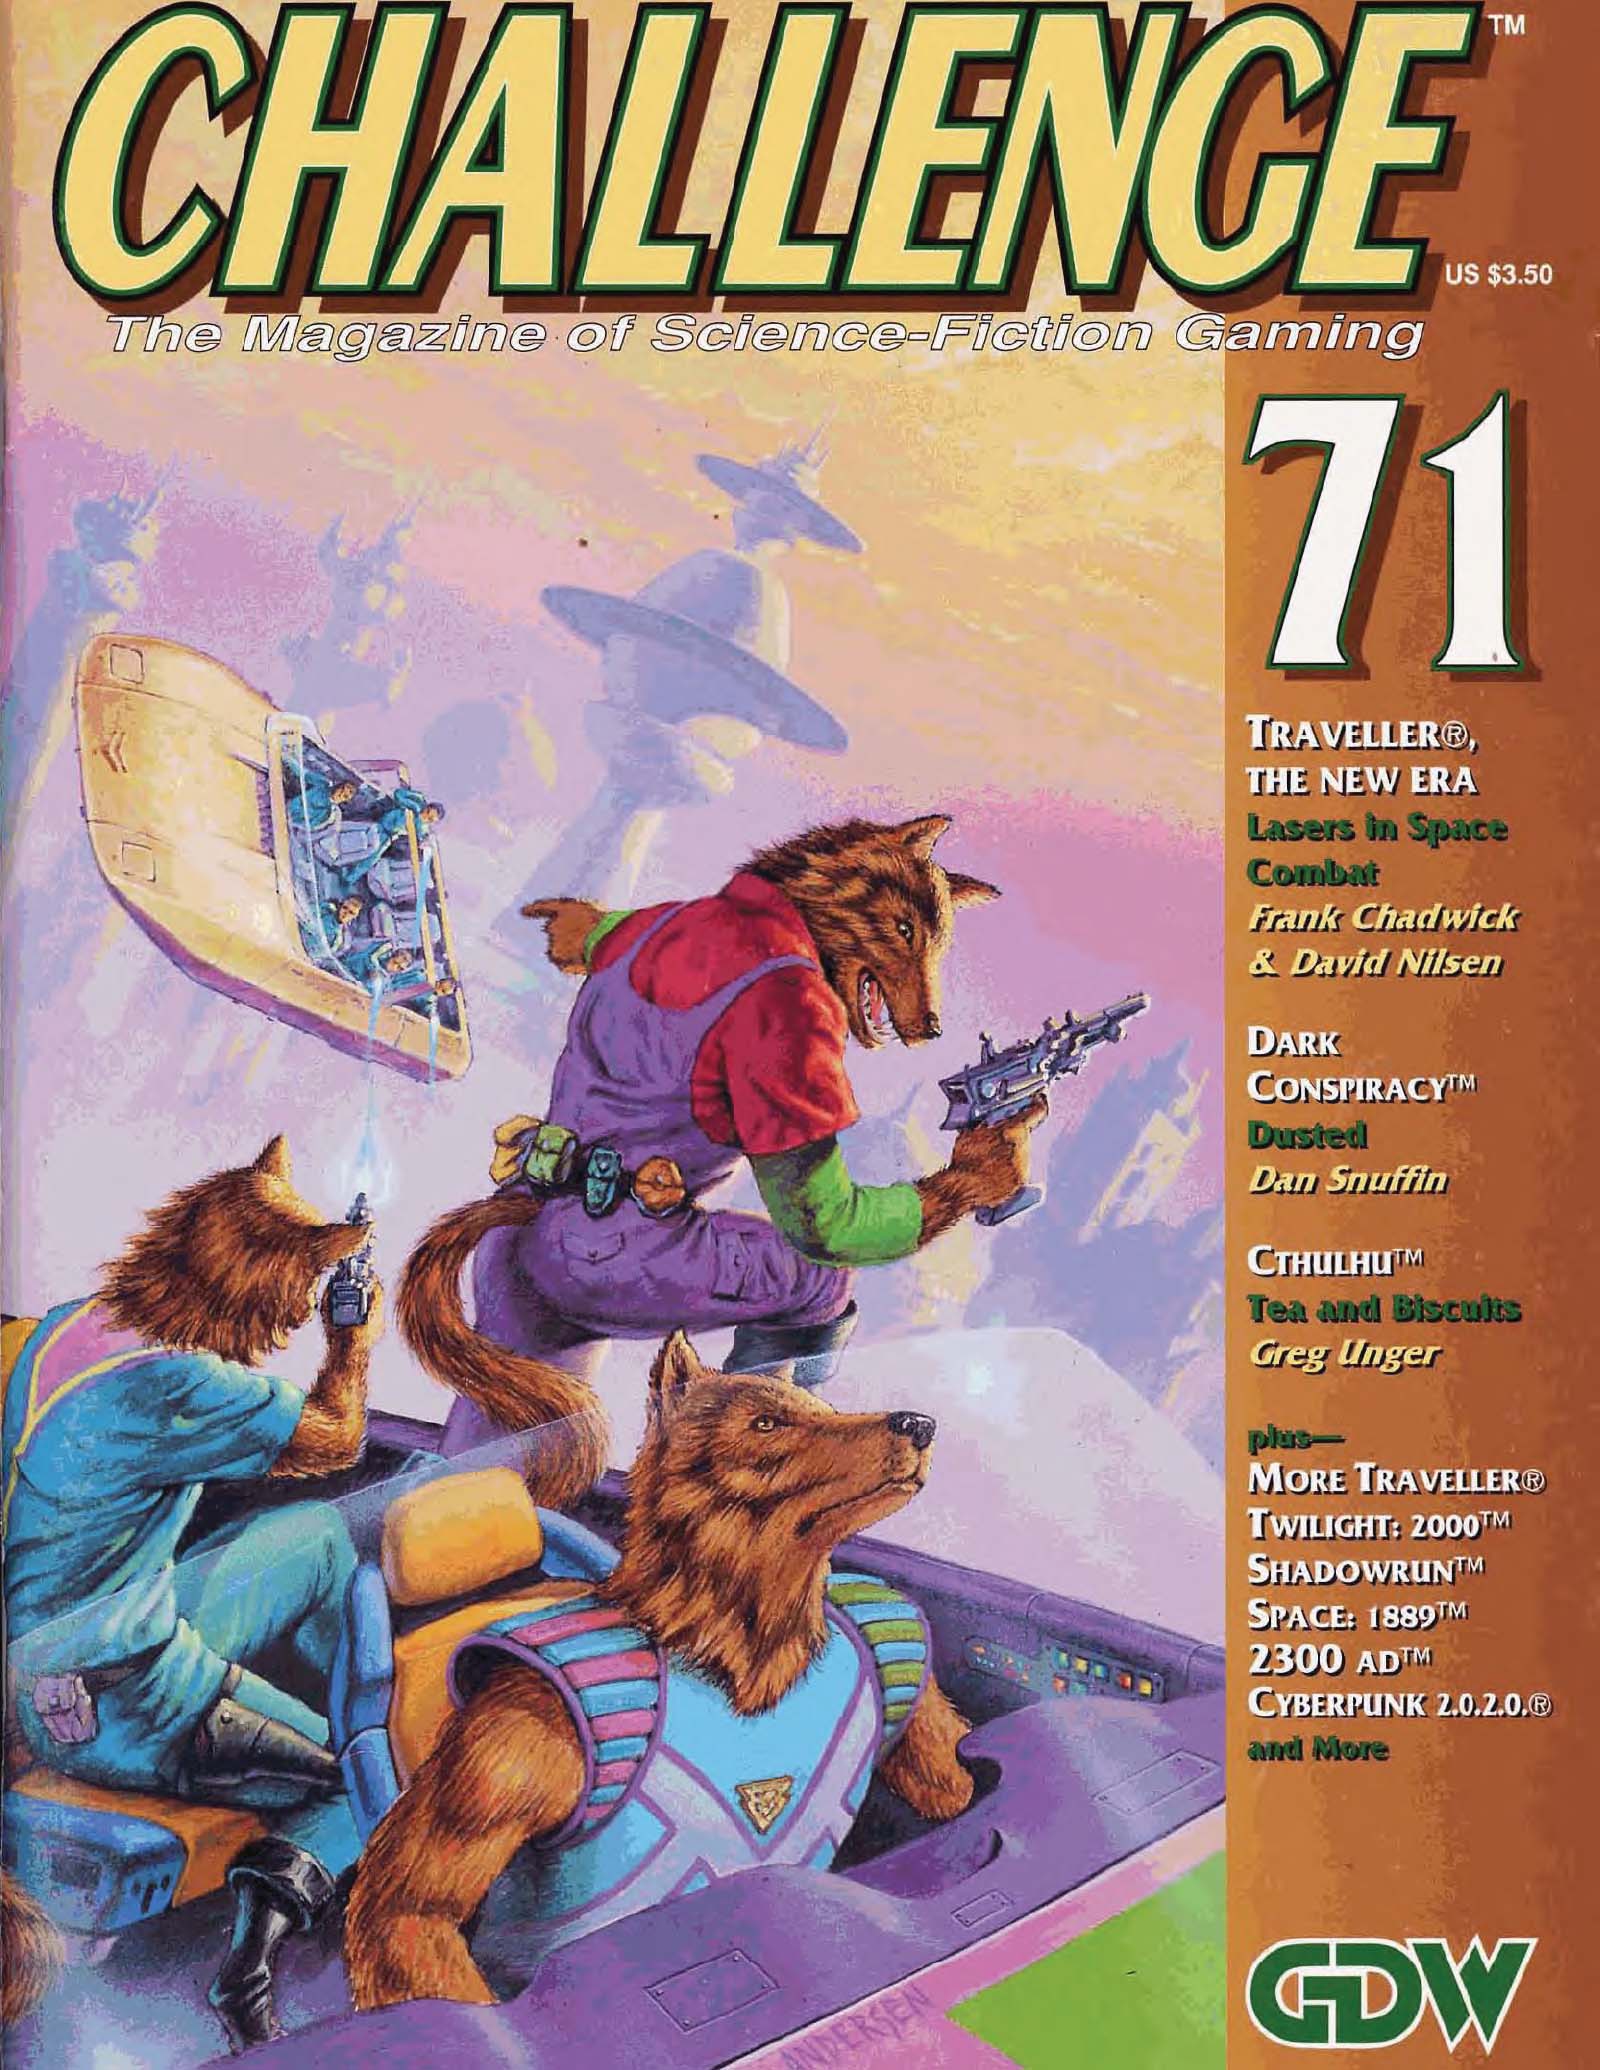 CHALLENGE™
US $3.50
The Magazine of Science-Fiction Gaming
71
TRAVELLER®,
THE NEW ERA
Lasers in Space
Combat
Frank Chadwick
& David Nilsen
DARK
CONSPIRACY™
Dusted
Dan Snuffin
CTHULHU™
Tea and Biscuits
Greg Unger
plus—
MORE TRAVELLER®
TWILIGHT: 2000™
SHADOWRUN™
SPACE: 1889™
2300 AD™
CYBERPUNK 2.0.2.0.®
and More
GDW
ANDERSEN